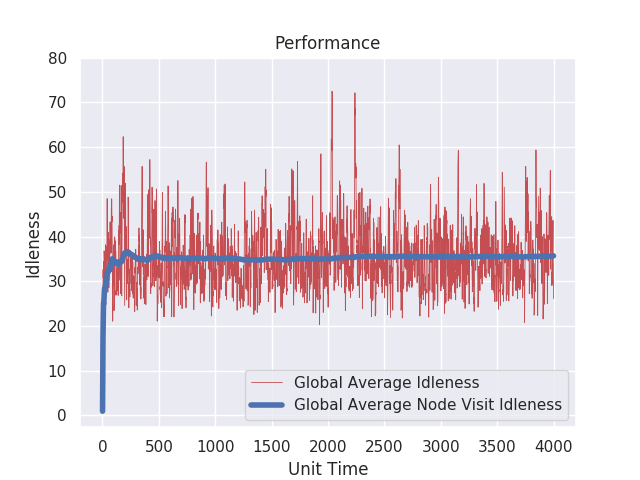 Performance
80
70
60
50
40
30
20
10
0
Idleness
Global Average Idleness
Global Average Node Visit Idleness
0 500 1000 1500 2000 2500 3000 3500 4000
Unit Time